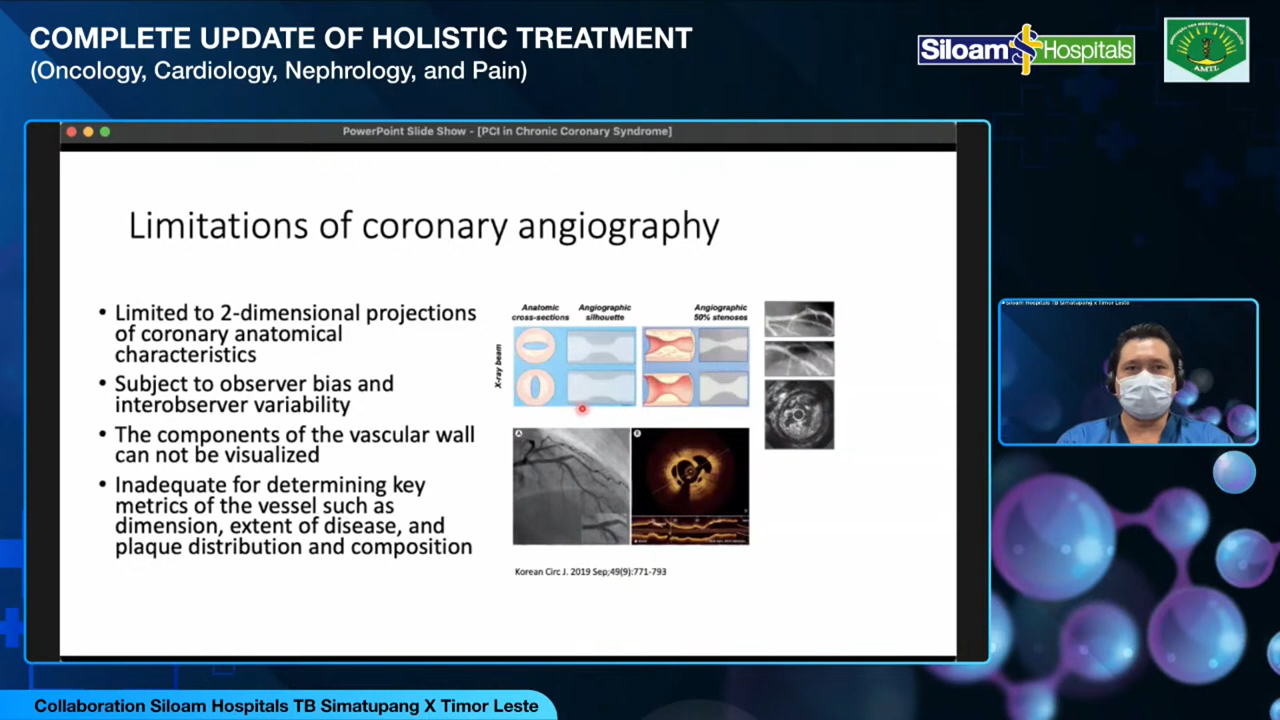 COMPLETE UPDATE OF HOLISTIC TREATMENT
(Oncology, Cardiology, Nephrology, and Pain)
Siloam Hospitals
AMTL
PowerPoint Slide Show - [PCI in Chronic Coronary Syndrome]
Limitations of coronary angiography
• Limited to 2-dimensional projections
of coronary anatomical
characteristics
• Subject to observer bias and
interobserver variability
• The components of the vascular wall
can not be visualized
• Inadequate for determining key
metrics of the vessel such as
dimension, extent of disease, and
plaque distribution and composition
Anatomic
cross-sections
Angiographic
silhouette
Angiographic
50% stenoses
X-ray beam
A
B
Korean Circ J. 2019 Sep;49(9):771-793
Siloam Hospitals TB Simatupang x Timor Leste
Collaboration Siloam Hospitals TB Simatupang X Timor Leste